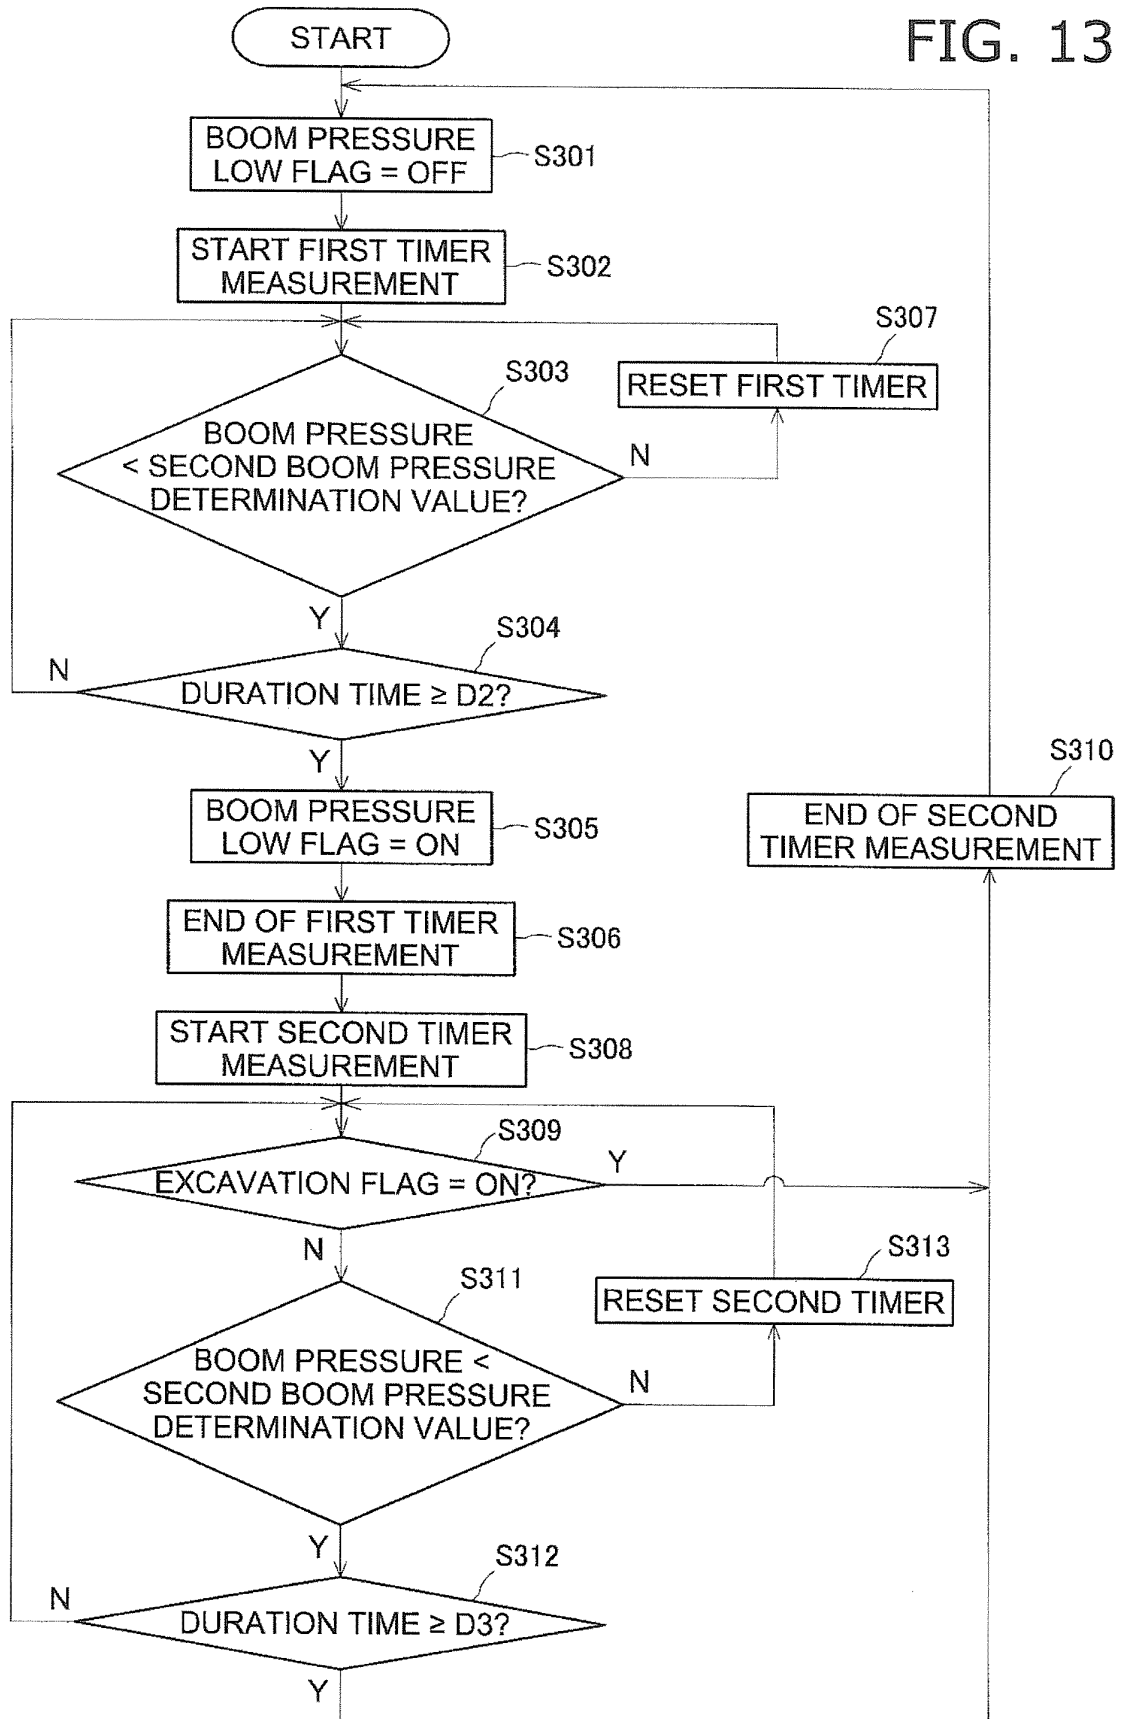 FIG. 13
START
BOOM PRESSURE
LOW FLAG = OFF
S301
START FIRST TIMER
MEASUREMENT
S302
S307
RESET FIRST TIMER
S303
BOOM PRESSURE
< SECOND BOOM PRESSURE
DETERMINATION VALUE?
N
Y
S304
N
DURATION TIME ≥ D2?
Y
BOOM PRESSURE
LOW FLAG = ON
S305
S310
END OF SECOND
TIMER MEASUREMENT
END OF FIRST TIMER
MEASUREMENT
S306
START SECOND TIMER
MEASUREMENT
S308
S309
EXCAVATION FLAG = ON?
Y
N
S313
RESET SECOND TIMER
S311
BOOM PRESSURE <
SECOND BOOM PRESSURE
DETERMINATION VALUE?
N
Y
S312
N
DURATION TIME ≥ D3?
Y